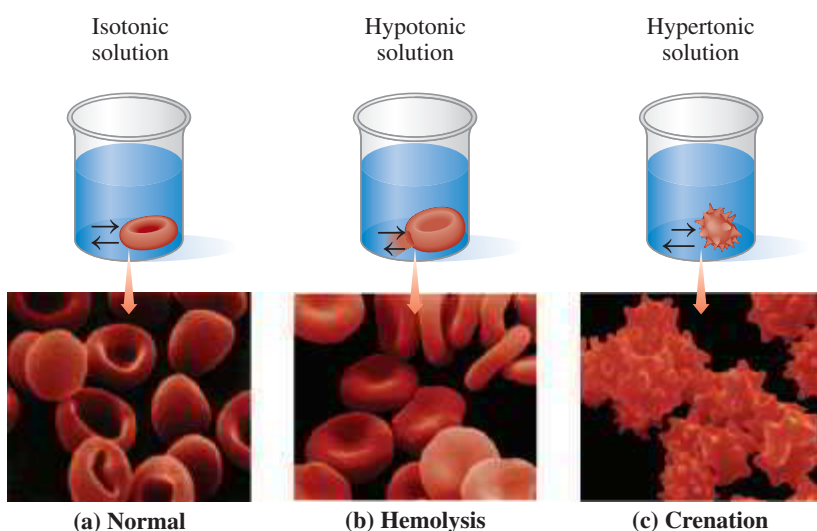 Isotonic
solution
Hypotonic
solution
Hypertonic
solution
(a) Normal
(b) Hemolysis
(c) Crenation